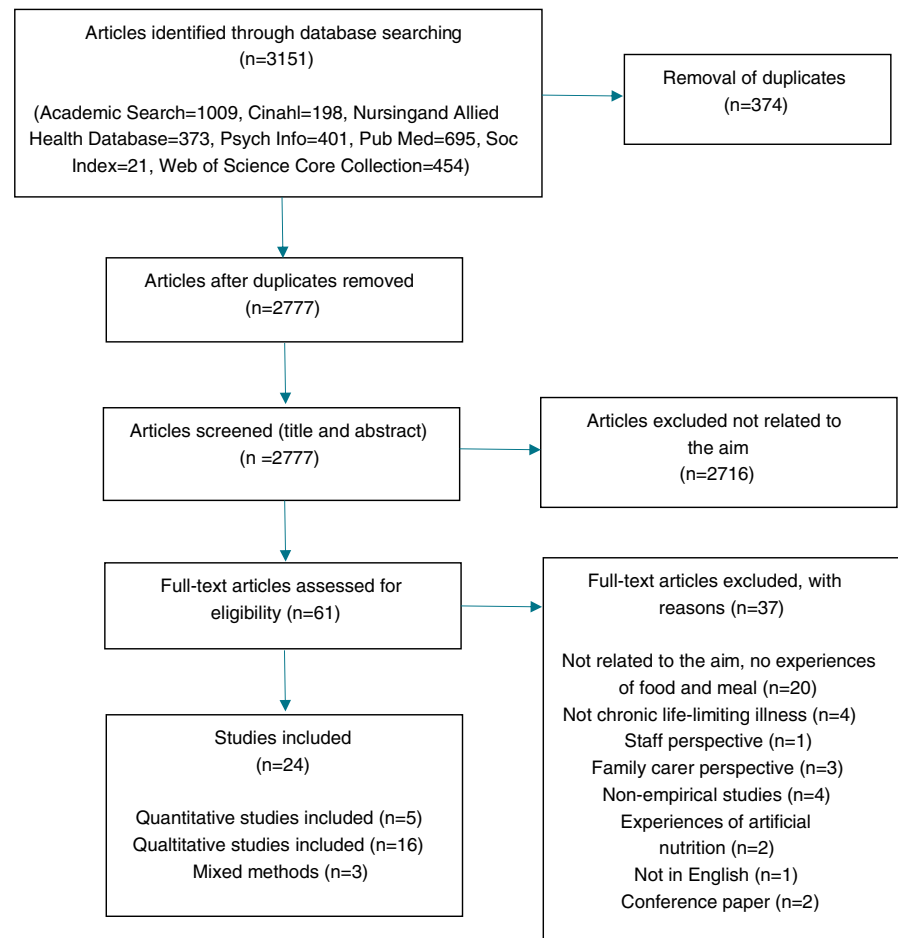 Articles identified through database searching
(n=3151)
(Academic Search=1009, Cinahl=198, Nursingand Allied
Health Database=373, Psych Info=401, Pub Med=695, Soc
Index=21, Web of Science Core Collection=454)
Removal of duplicates
(n=374)
Articles after duplicates removed
(n=2777)
Articles screened (title and abstract)
(n =2777)
Articles excluded not related to
the aim
(n=2716)
Full-text articles assessed for
eligibility (n=61)
Full-text articles excluded, with
reasons (n=37)
Not related to the aim, no experiences
of food and meal (n=20)
Not chronic life-limiting illness (n=4)
Staff perspective (n=1)
Family carer perspective (n=3)
Non-empirical studies (n=4)
Experiences of artificial
nutrition (n=2)
Not in English (n=1)
Conference paper (n=2)
Studies included
(n=24)
Quantitative studies included (n=5)
Qualtitative studies included (n=16)
Mixed methods (n=3)